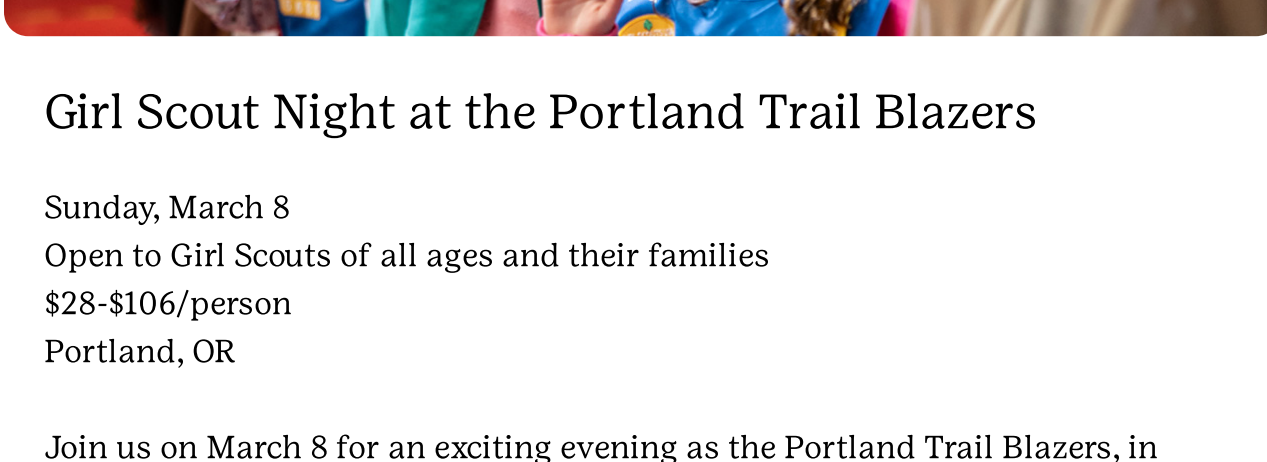 Girl Scout Night at the Portland Trail Blazers
Sunday, March 8
Open to Girl Scouts of all ages and their families
$28-$106/person
Portland, OR
Join us on March 8 for an exciting evening as the Portland Trail Blazers, in